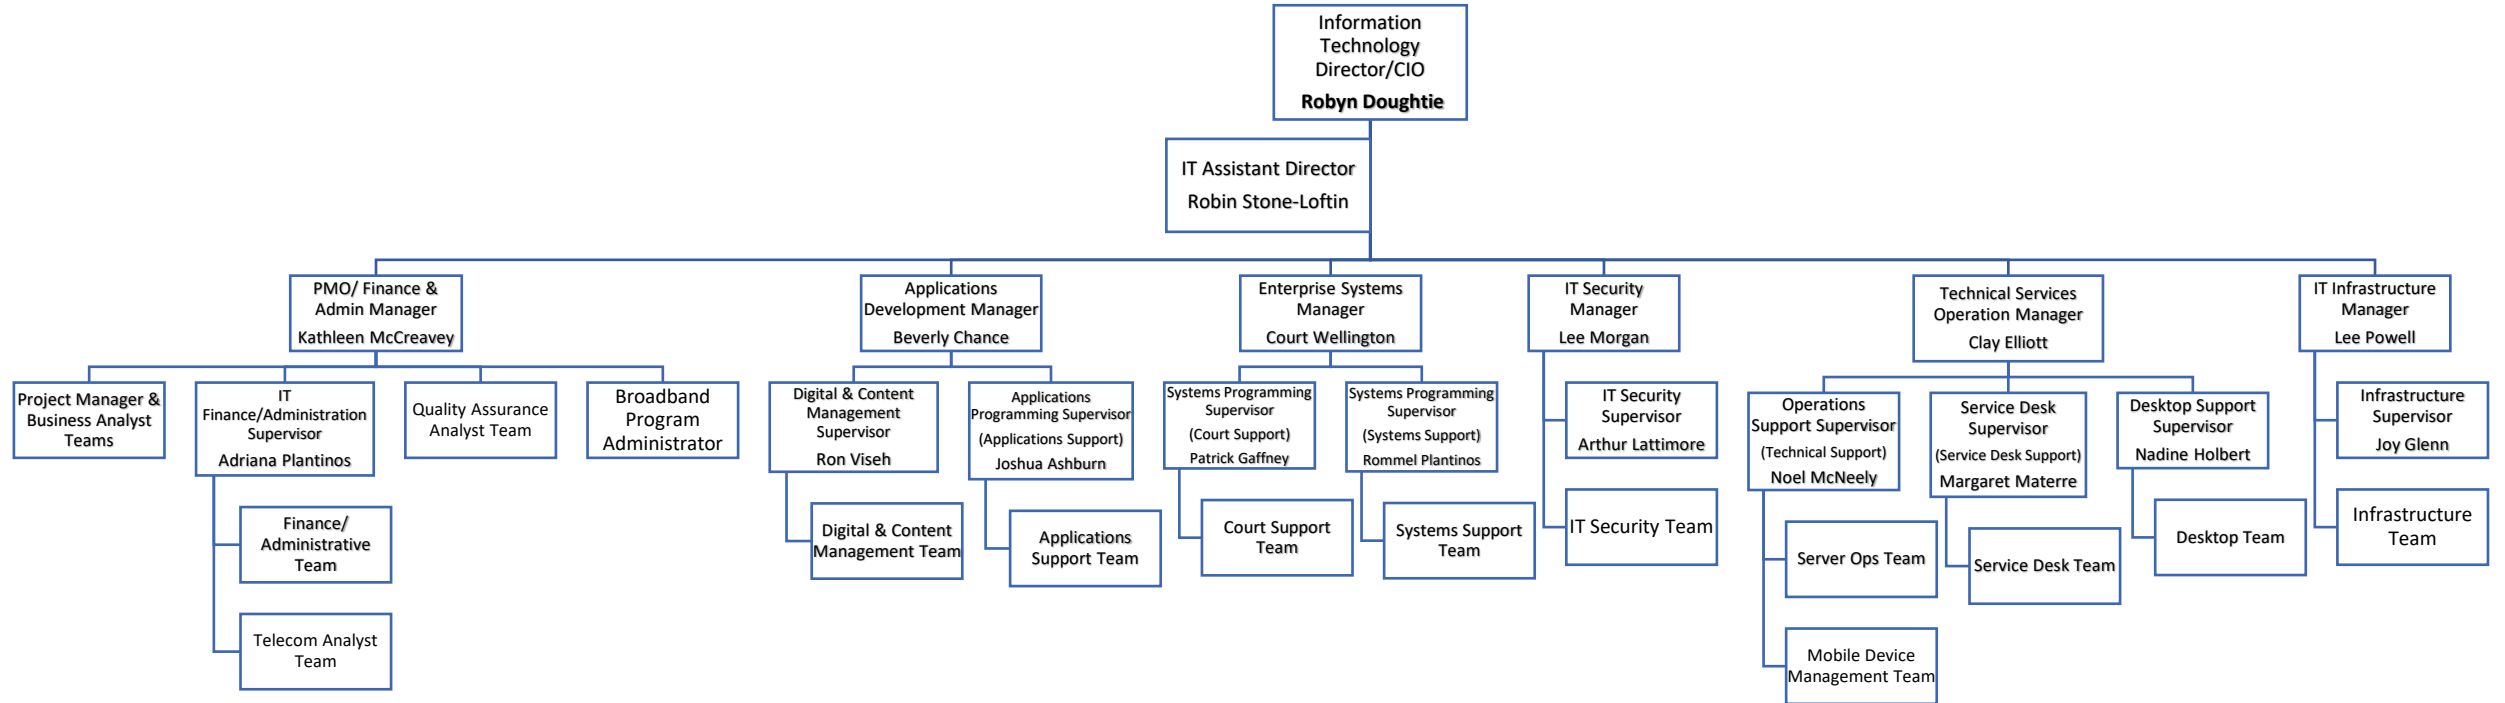 Information
Technology
Director/CIO
Robyn Doughtie
IT Assistant Director
Robin Stone-Loftin
PMO/ Finance &
Admin Manager
Kathleen McCreavey
Applications
Development Manager
Beverly Chance
Enterprise Systems
Manager
Court Wellington
IT Security
Manager
Lee Morgan
Technical Services
Operation Manager
Clay Elliott
IT Infrastructure
Manager
Lee Powell
Project Manager &
Business Analyst
Teams
IT
Finance/Administration
Supervisor
Adriana Plantinos
Quality Assurance
Analyst Team
Broadband
Program
Administrator
Digital & Content
Management
Supervisor
Ron Viseh
Applications
Programming Supervisor
(Applications Support)
Joshua Ashburn
Systems Programming
Supervisor
(Court Support)
Patrick Gaffney
Systems Programming
Supervisor
(Systems Support)
Rommel Plantinos
IT Security
Supervisor
Arthur Lattimore
Operations
Support Supervisor
(Technical Support)
Noel McNeely
Service Desk
Supervisor
(Service Desk Support)
Margaret Materre
Desktop Support
Supervisor
Nadine Holbert
Infrastructure
Supervisor
Joy Glenn
Finance/
Administrative
Team
Telecom Analyst
Team
Digital & Content
Management Team
Applications
Support Team
Court Support
Team
Systems Support
Team
IT Security Team
Server Ops Team
Mobile Device
Management Team
Service Desk Team
Desktop Team
Infrastructure
Team